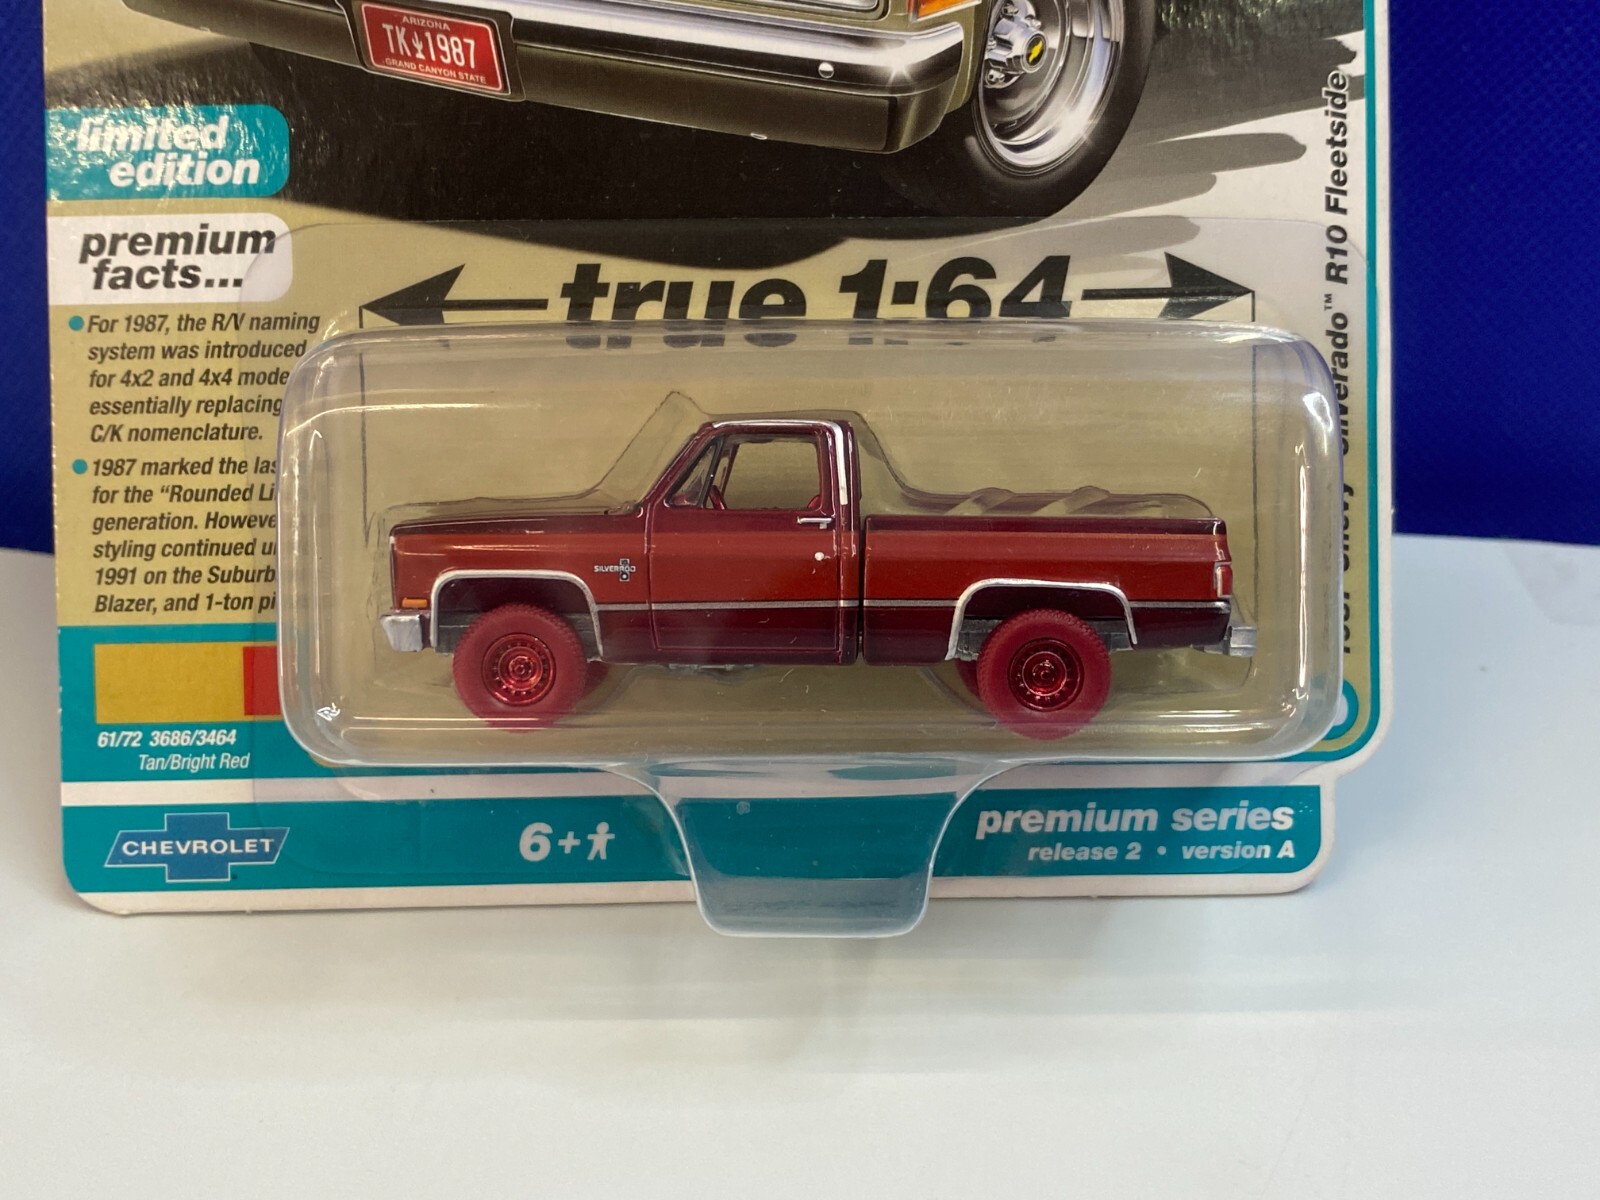 ARIZONA
TK 1987
GRAND CANYON STATE
limited
edition
premium
facts...
For 1987, the R/V naming
system was introduced
for 4x2 and 4x4 mode
essentially replacing
C/K nomenclature.
1987 marked the las
for the “Rounded Li
generation. Howeve
styling continued u
1991 on the Suburb
Blazer, and 1-ton pi
61/72 3686/3464
Tan/Bright Red
true 1:64
SILVERADO
Silverado™ R10 Fleetside
CHEVROLET
6+
premium series
release 2 • version A